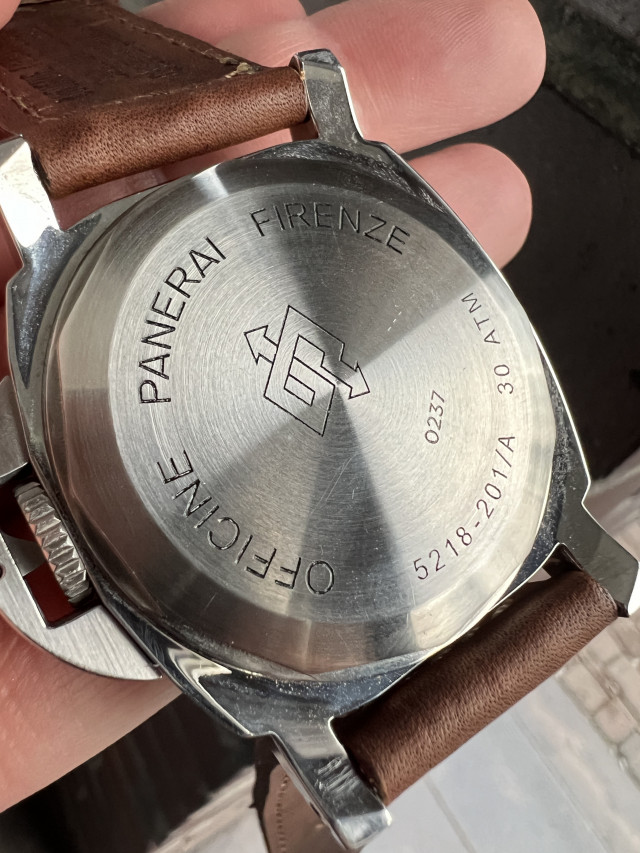 OFFICINE PANERAI FIRENZE
30 ATM
0237
5218-201/A